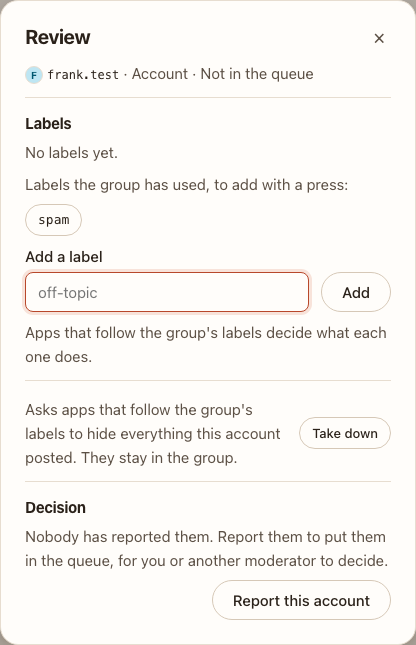 Review
×
F frank.test · Account · Not in the queue
Labels
No labels yet.
Labels the group has used, to add with a press:
spam
Add a label
off-topic
Add
Apps that follow the group's labels decide what each
one does.
Asks apps that follow the group's
labels to hide everything this account
posted. They stay in the group.
Take down
Decision
Nobody has reported them. Report them to put them
in the queue, for you or another moderator to decide.
Report this account